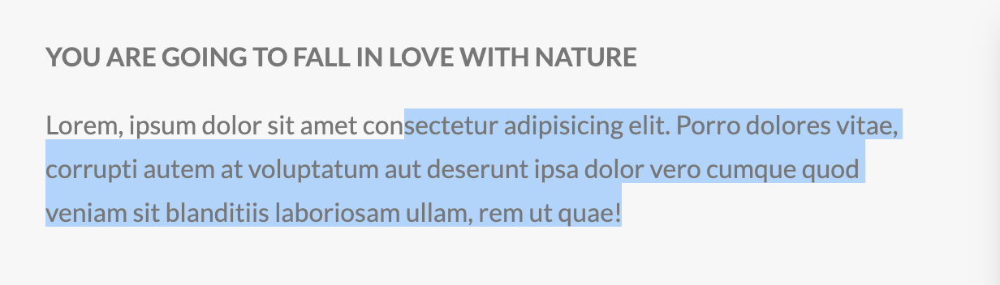 YOU ARE GOING TO FALL IN LOVE WITH NATURE
Lorem, ipsum dolor sit amet consectetur adipisicing elit. Porro dolores vitae,
corrupti autem at voluptatum aut deserunt ipsa dolor vero cumque quod
veniam sit blanditiis laboriosam ullam, rem ut quae!